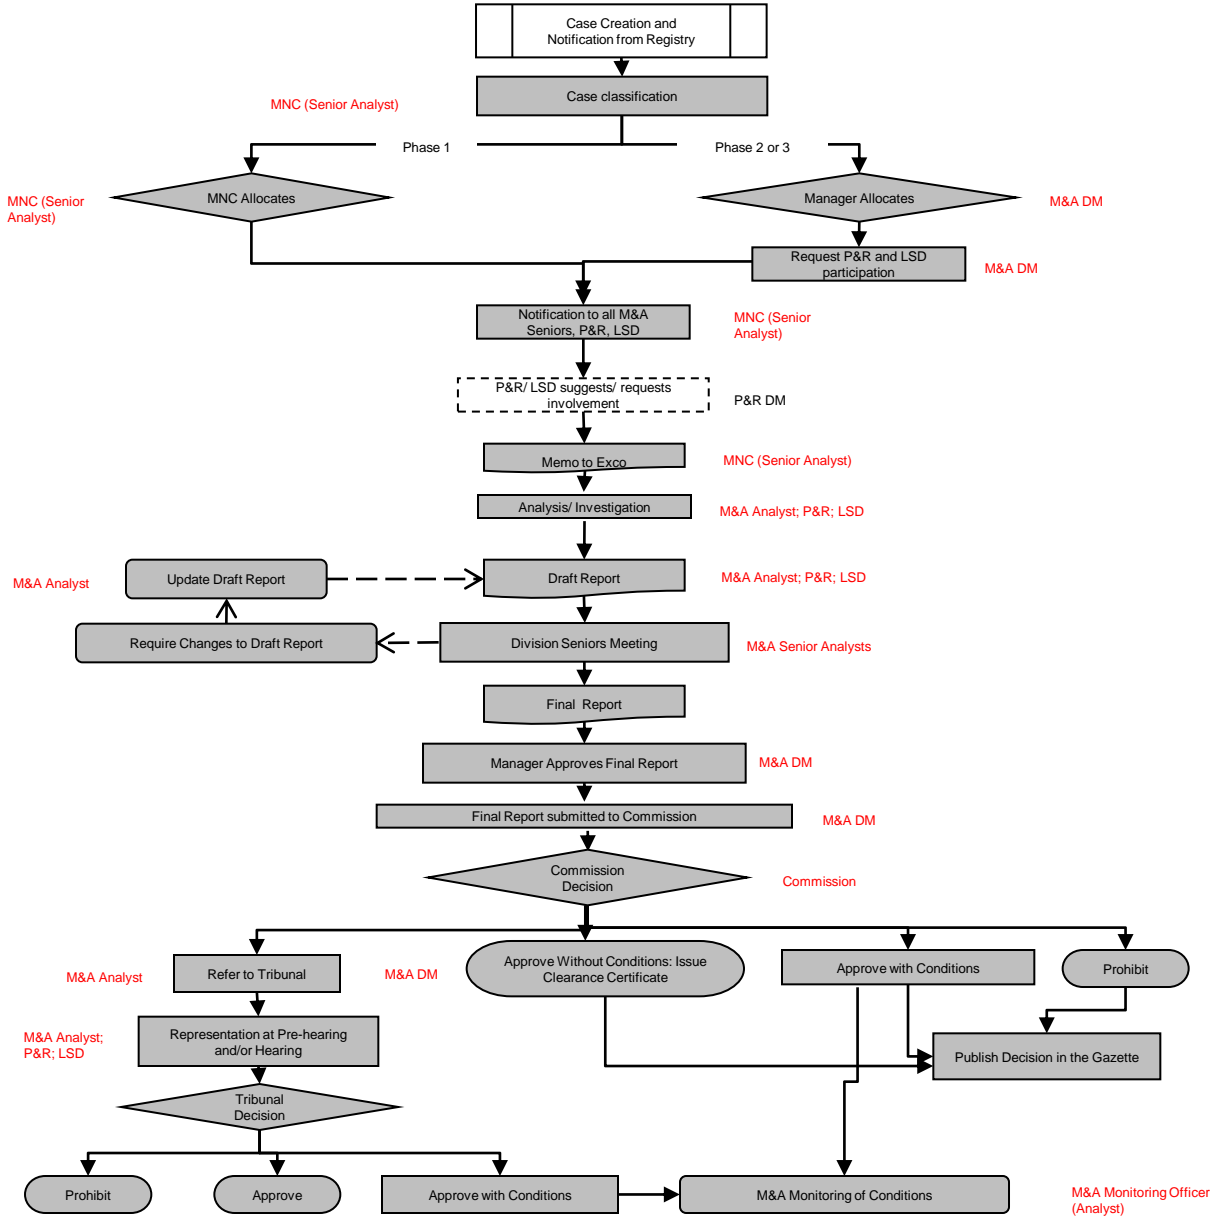 Case Creation and
Notification from Registry
Case classification
MNC (Senior Analyst)
Phase 1
Phase 2 or 3
MNC Allocates
Manager Allocates
MNC (Senior
Analyst)
M&A DM
Request P&R and LSD
participation
M&A DM
Notification to all M&A
Seniors, P&R, LSD
MNC (Senior
Analyst)
P&R/ LSD suggests/ requests
involvement
P&R DM
Memo to Exco
MNC (Senior Analyst)
Analysis/ Investigation
M&A Analyst; P&R; LSD
M&A Analyst
Update Draft Report
Draft Report
M&A Analyst; P&R; LSD
Require Changes to Draft Report
Division Seniors Meeting
M&A Senior Analysts
Final Report
Manager Approves Final Report
M&A DM
Final Report submitted to Commission
M&A DM
Commission
Decision
Commission
M&A Analyst
Refer to Tribunal
M&A DM
Approve Without Conditions: Issue
Clearance Certificate
Approve with Conditions
Prohibit
M&A Analyst;
P&R; LSD
Representation at Pre-hearing
and/or Hearing
Publish Decision in the Gazette
Tribunal
Decision
Prohibit
Approve
Approve with Conditions
M&A Monitoring of Conditions
M&A Monitoring Officer
(Analyst)